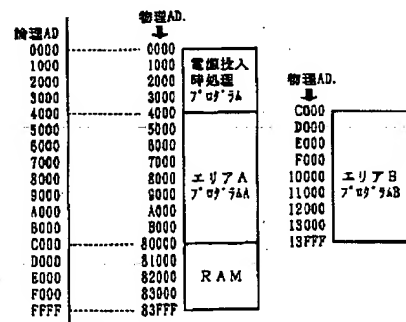 物理AD.
論理AD
0000 0000
1000 1000 電源投入
2000 2000 時処理
3000 3000 プログラム
4000 4000
5000 5000
6000 6000
7000 7000
8000 8000 エリアA
9000 9000 プログラムA
A000 A000
B000 B000
C000 80000
D000 81000
E000 82000 RAM
F000 83000
FFFF 83FFF
物理AD.
C000
D000
E000
F000
10000 エリアB
11000 プログラムB
12000
13000
13FFF